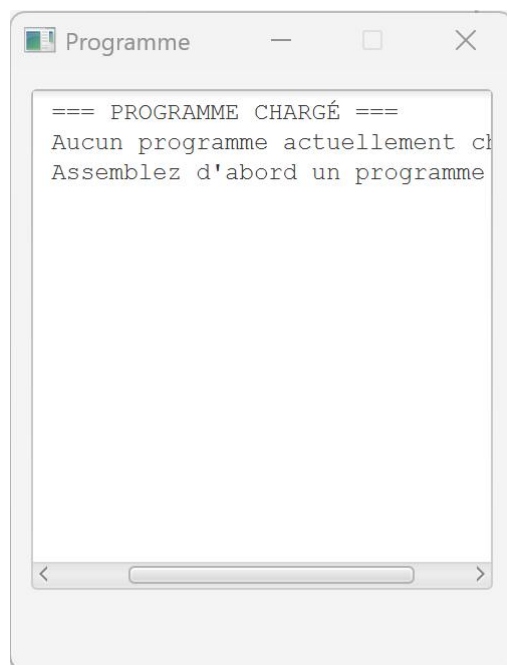 Programme
=== PROGRAMME CHARGÉ ===
Aucun programme actuellement
Assemblez d'abord un programme